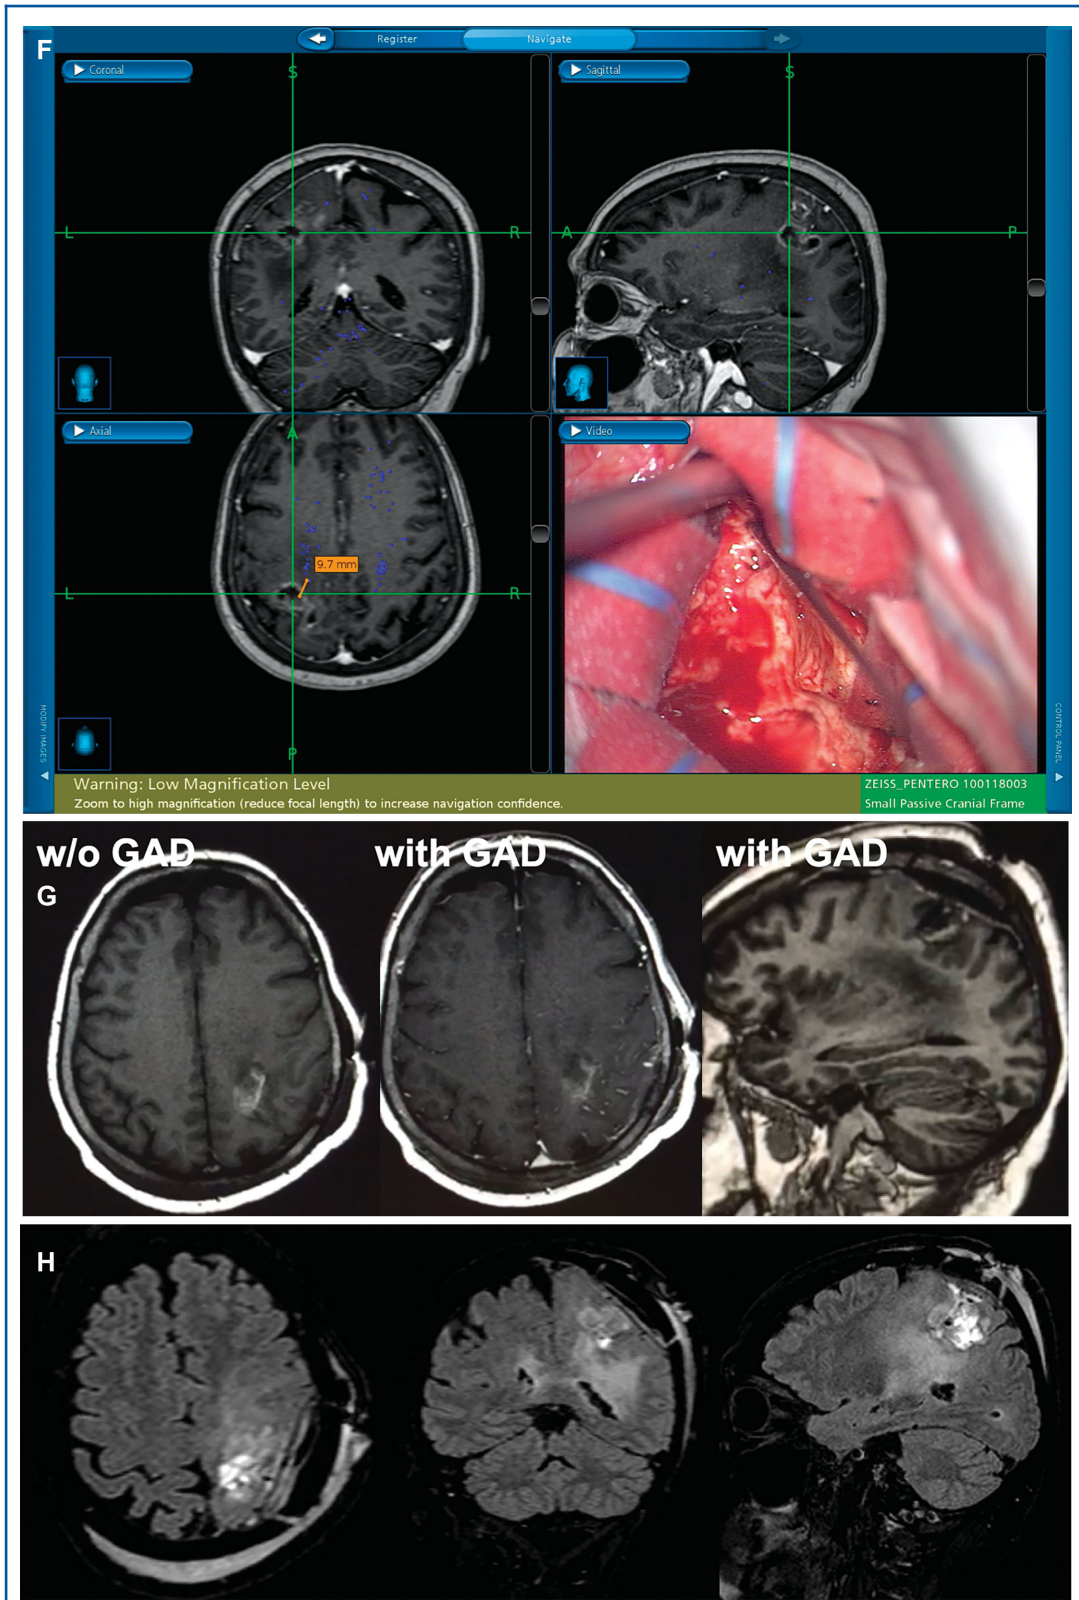 F
Register
Navigate
Coronal
S
L
R
Sagittal
S
A
P
Axial
A
9.7 mm
L
R
P
Video
MODIFY IMAGES
CONTROL PANEL
Warning: Low Magnification Level
Zoom to high magnification (reduce focal length) to increase navigation confidence.
ZEISS_PENTERO 100118003
Small Passive Cranial Frame
w/o GAD
with GAD
with GAD
G
H